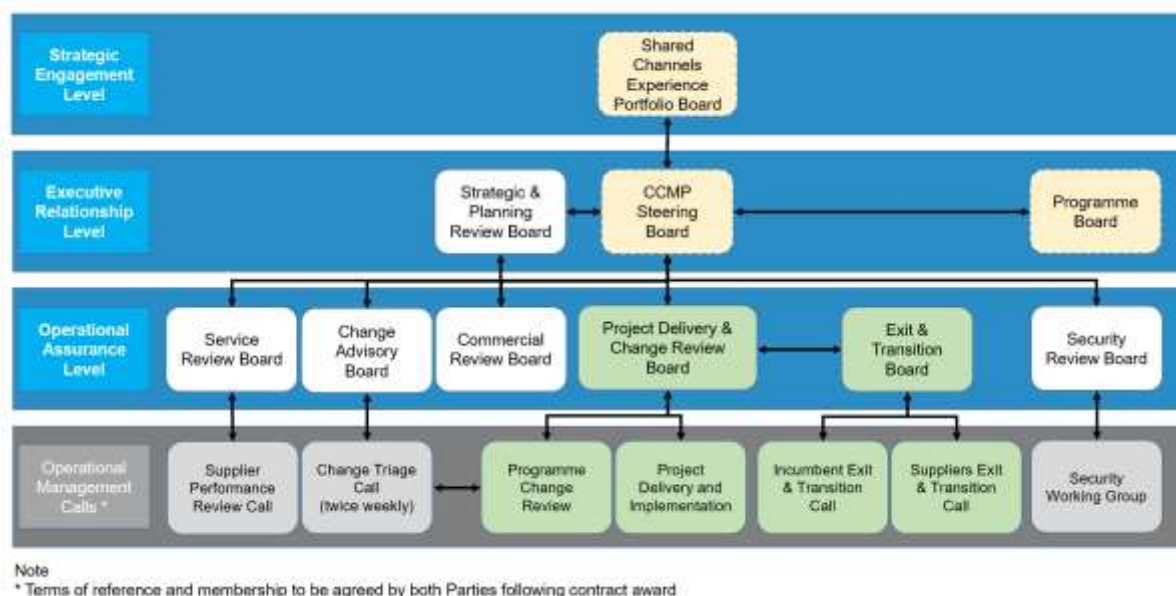 Strategic
Engagement
Level
Shared
Channels
Experience
Portfolio Board
Executive
Relationship
Level
Strategic &
Planning
Review Board
CCMP
Steering
Board
Programme
Board
Operational
Assurance
Level
Service
Review Board
Change
Advisory
Board
Commercial
Review Board
Project Delivery &
Change Review
Board
Exit &
Transition
Board
Security
Review Board
Operational
Management
Calls *
Supplier
Performance
Review Call
Change Triage
Call
(twice weekly)
Programme
Change
Review
Project
Delivery and
Implementation
Incumbent Exit
& Transition
Call
Suppliers Exit
& Transition
Call
Security
Working Group
Note
* Terms of reference and membership to be agreed by both Parties following contract award